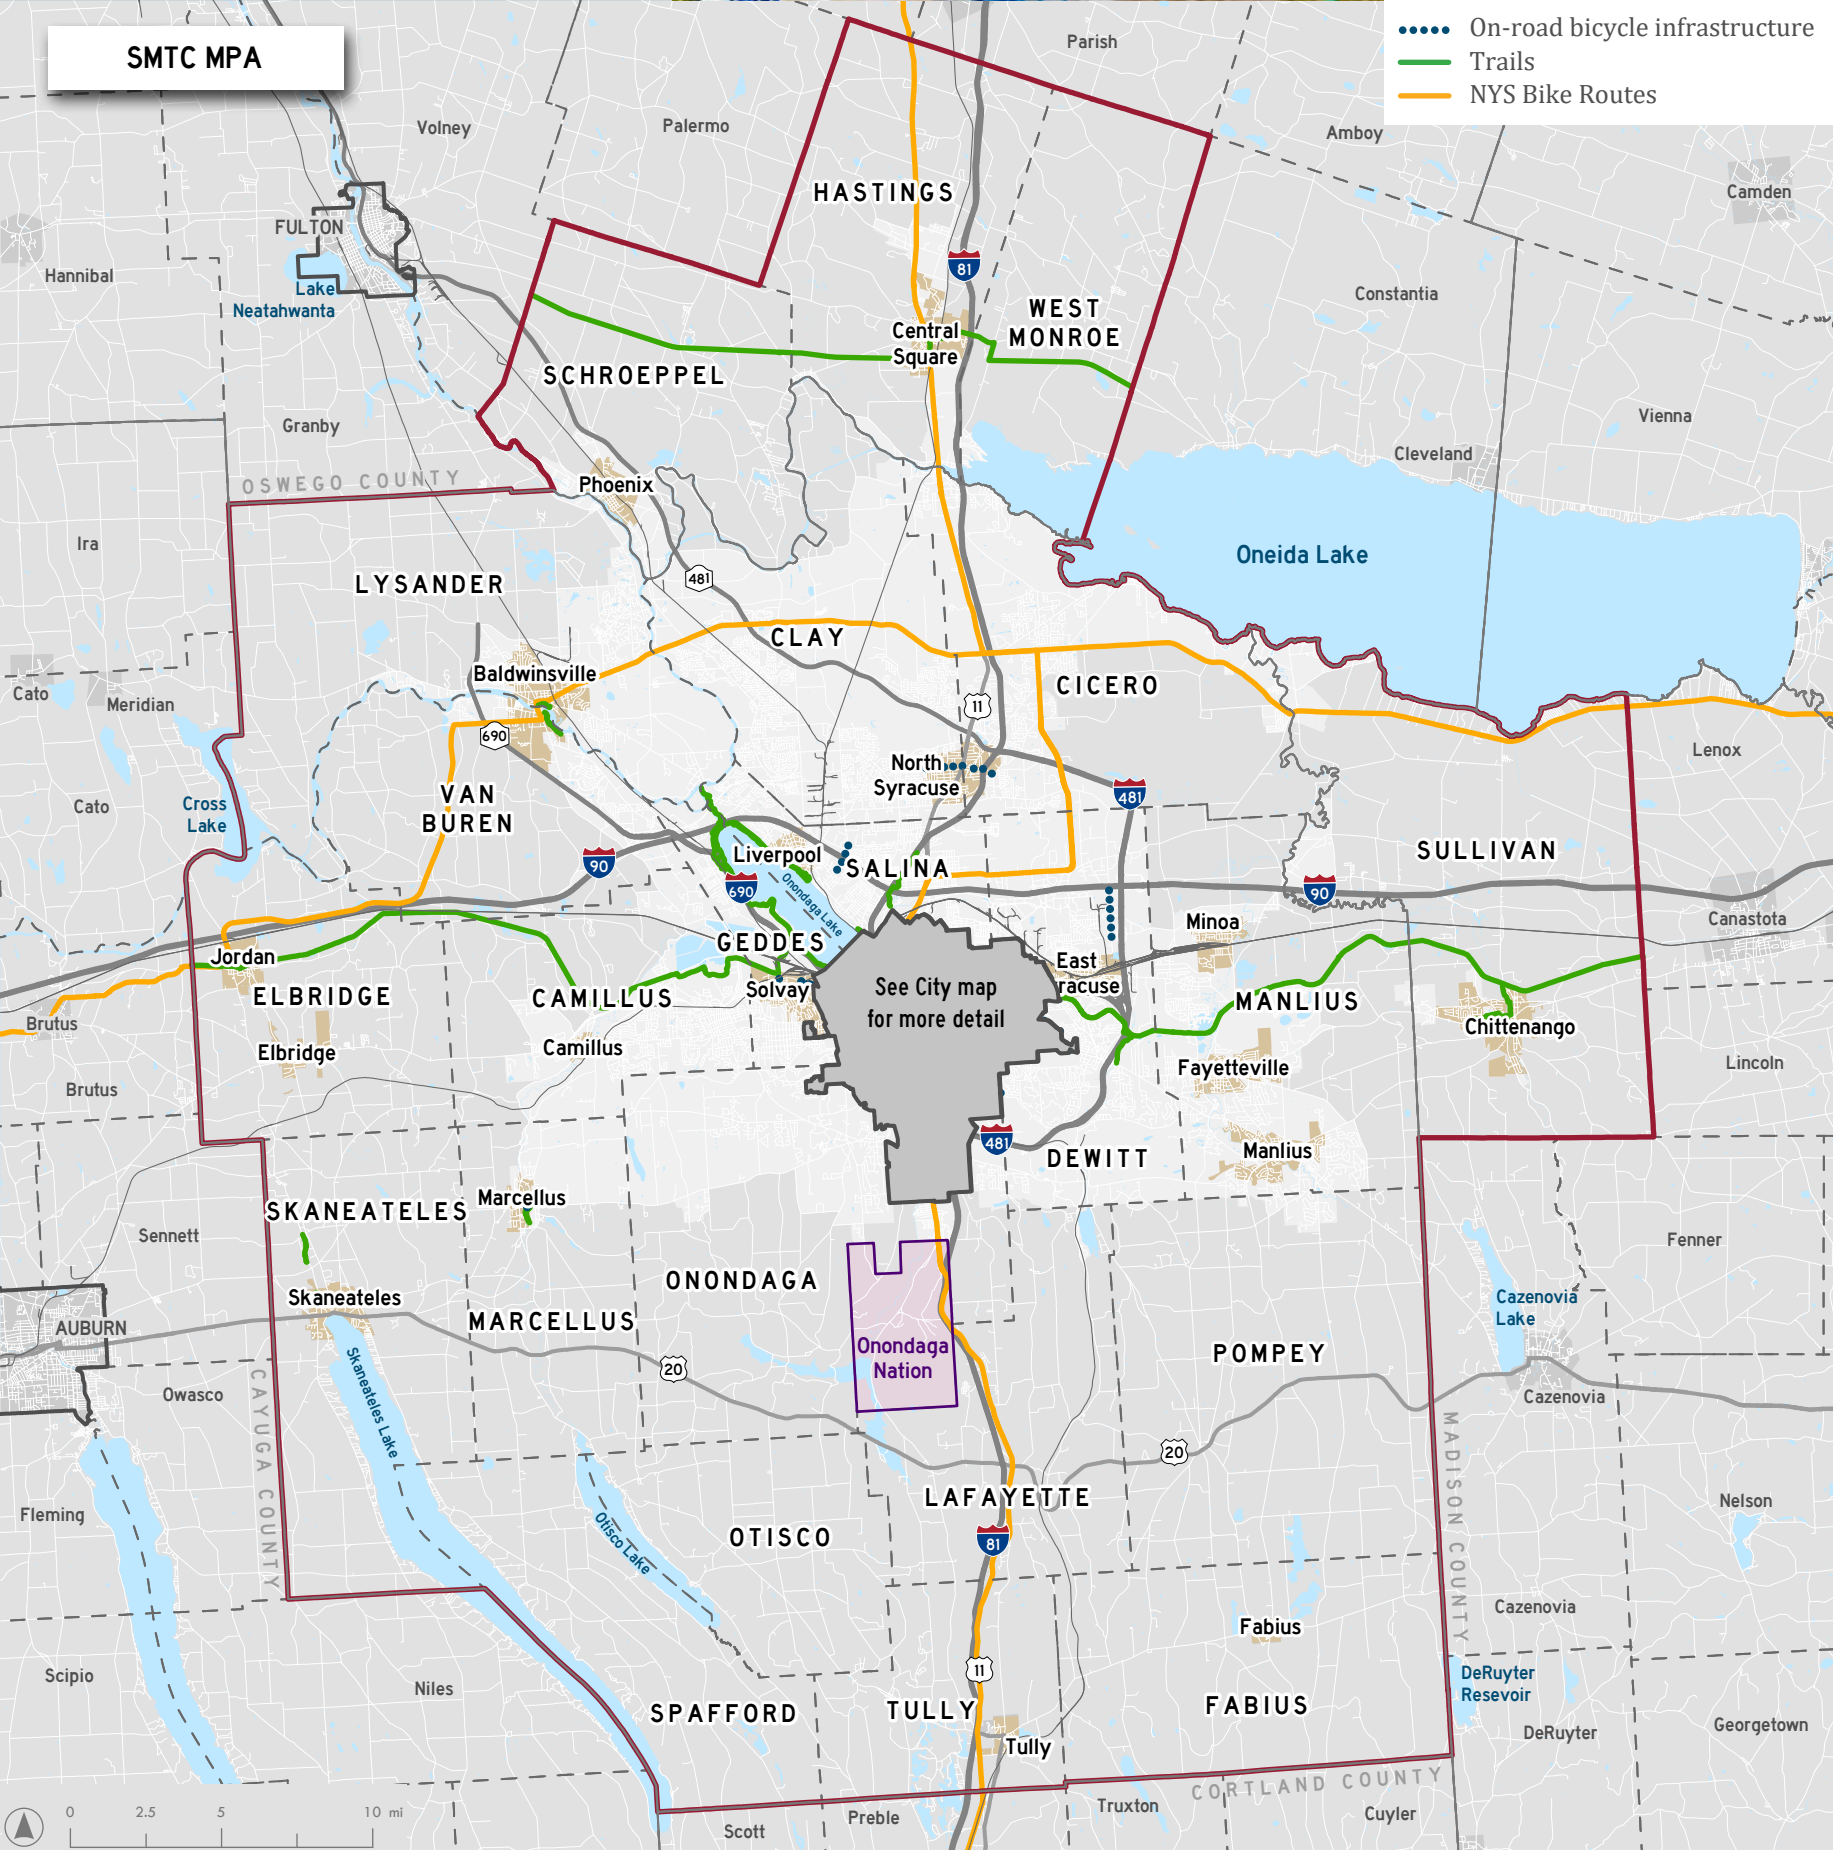 SMTC MPA
On-road bicycle infrastructure
Trails
NYS Bike Routes
Parish
Volney
Palermo
Amboy
Camden
HASTINGS
FULTON
Hannibal
Lake
Neatahwanta
81
Constantia
WEST
MONROE
Central
Square
SCHROEPPEL
Granby
Vienna
Cleveland
OSWEGO COUNTY
Phoenix
Ira
Oneida Lake
LYSANDER
481
CLAY
Baldwinsville
CICERO
Cato
Meridian
11
690
Lenox
North
Syracuse
481
VAN
BUREN
Cato
Cross
Lake
Liverpool
SALINA
SULLIVAN
90
690
90
Onondaga Lake
Minoa
Canastota
GEDDES
Jordan
East
racuse
Solvay
See City map
for more detail
ELBRIDGE
CAMILLUS
MANLIUS
Brutus
Chittenango
Elbridge
Camillus
Fayetteville
Lincoln
Brutus
481
DEWITT
Manlius
Marcellus
SKANEATELES
Sennett
Fenner
ONONDAGA
Skaneateles
Cazenovia
Lake
MARCELLUS
AUBURN
Onondaga
Nation
POMPEY
20
Skaneateles Lake
Owasco
Cazenovia
CAYUGA COUNTY
MADISON COUNTY
20
LAFAYETTE
Fleming
Nelson
Otisco Lake
OTISCO
81
Cazenovia
Fabius
11
Scipio
Niles
DeRuyter
Resevoir
SPAFFORD
TULLY
FABIUS
Georgetown
DeRuyter
Tully
CORTLAND COUNTY
0 2.5 5 10 mi
Truxton
Cuyler
Preble
Scott